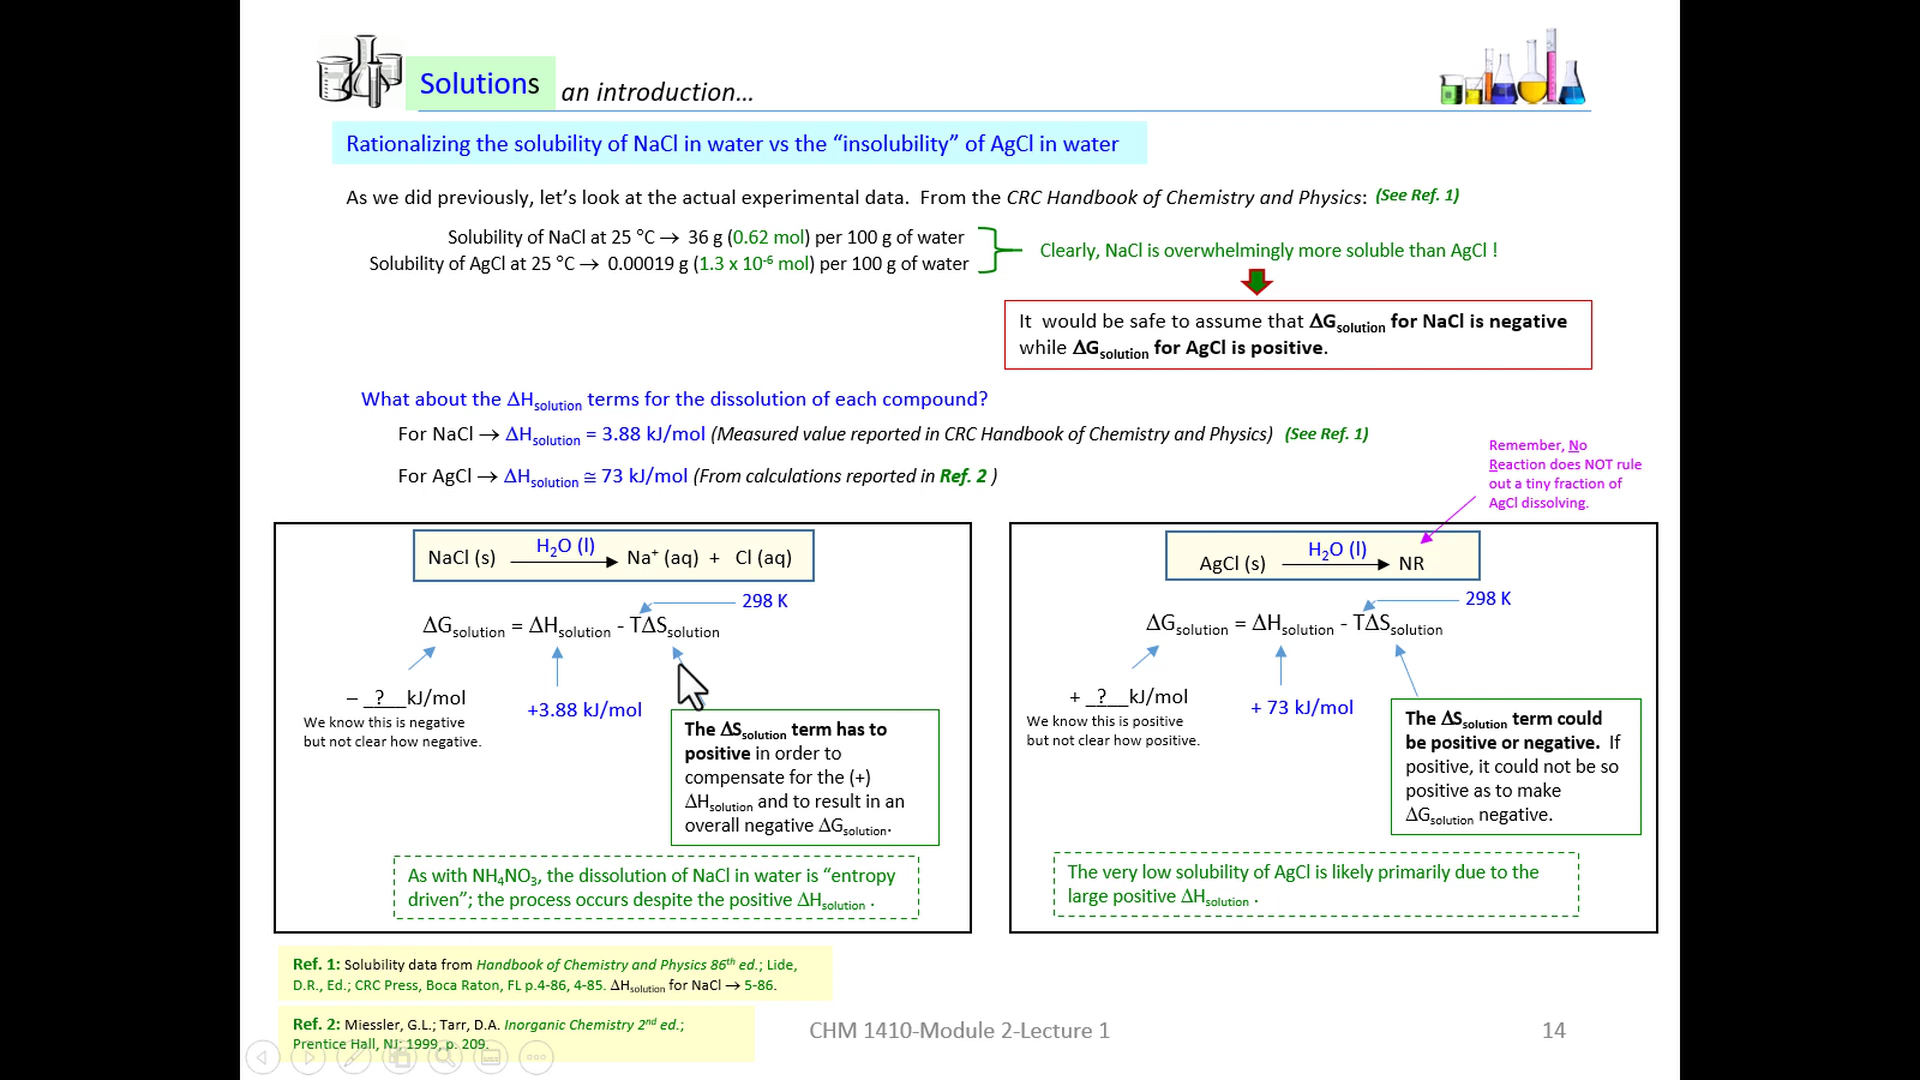 Solutions an introduction...
Rationalizing the solubility of NaCl in water vs the “insolubility” of AgCl in water
As we did previously, let’s look at the actual experimental data. From the CRC Handbook of Chemistry and Physics: (See Ref. 1)
Solubility of NaCl at 25 °C → 36 g (0.62 mol) per 100 g of water
Solubility of AgCl at 25 °C → 0.00019 g (1.3 x 10⁻⁶ mol) per 100 g of water
Clearly, NaCl is overwhelmingly more soluble than AgCl !
It would be safe to assume that ΔGsolution for NaCl is negative
while ΔGsolution for AgCl is positive.
What about the ΔHsolution terms for the dissolution of each compound?
For NaCl → ΔHsolution = 3.88 kJ/mol (Measured value reported in CRC Handbook of Chemistry and Physics) (See Ref. 1)
For AgCl → ΔHsolution ≅ 73 kJ/mol (From calculations reported in Ref. 2 )
Remember, No
Reaction does NOT rule
out a tiny fraction of
AgCl dissolving.
H₂O (l)
NaCl (s) → Na⁺ (aq) + Cl (aq)
298 K
ΔGsolution = ΔHsolution - TΔSsolution
– _?__kJ/mol
We know this is negative
but not clear how negative.
+3.88 kJ/mol
The ΔSsolution term has to
positive in order to
compensate for the (+)
ΔHsolution and to result in an
overall negative ΔGsolution.
As with NH₄NO₃, the dissolution of NaCl in water is “entropy
driven”; the process occurs despite the positive ΔHsolution .
H₂O (l)
AgCl (s) → NR
298 K
ΔGsolution = ΔHsolution - TΔSsolution
+ _?__kJ/mol
We know this is positive
but not clear how positive.
+ 73 kJ/mol
The ΔSsolution term could
be positive or negative. If
positive, it could not be so
positive as to make
ΔGsolution negative.
The very low solubility of AgCl is likely primarily due to the
large positive ΔHsolution .
Ref. 1: Solubility data from Handbook of Chemistry and Physics 86th ed.; Lide,
D.R., Ed.; CRC Press, Boca Raton, FL p.4-86, 4-85. ΔHsolution for NaCl → 5-86.
Ref. 2: Miessler, G.L.; Tarr, D.A. Inorganic Chemistry 2nd ed.;
Prentice Hall, NJ; 1999, p. 209.
CHM 1410-Module 2-Lecture 1
14